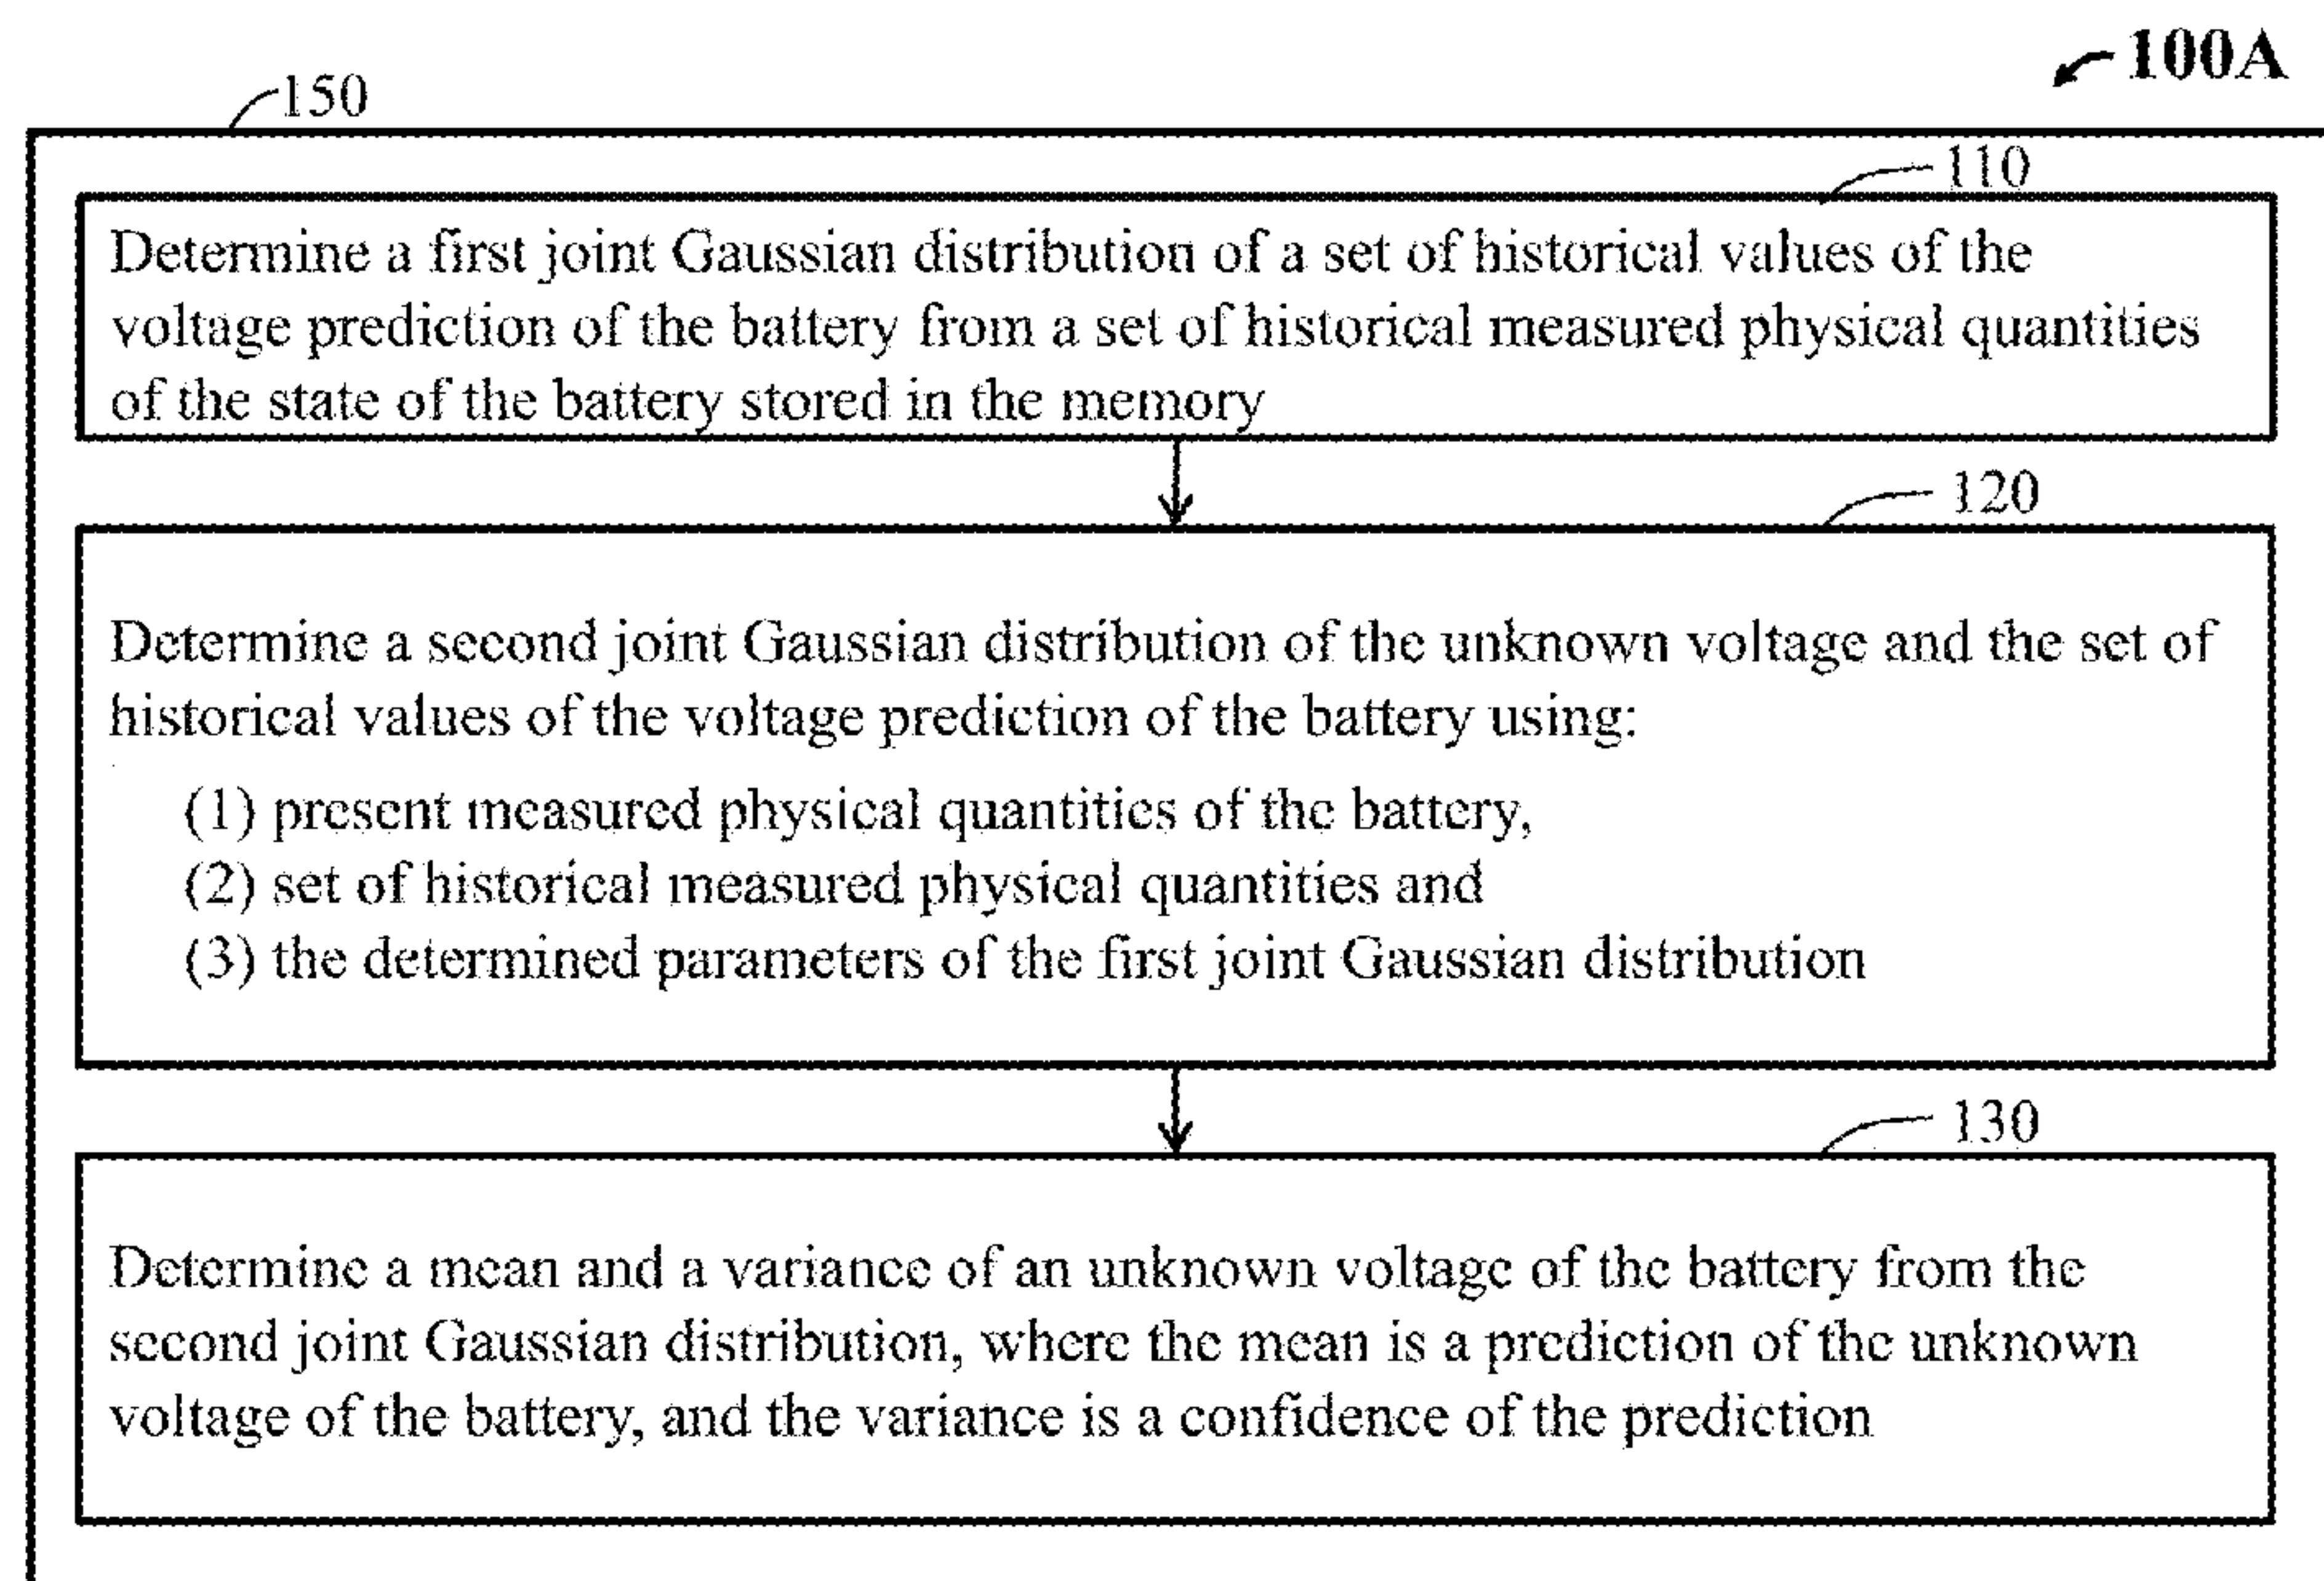 100A
150
110
Determine a first joint Gaussian distribution of a set of historical values of the
voltage prediction of the battery from a set of historical measured physical quantities
of the state of the battery stored in the memory
120
Determine a second joint Gaussian distribution of the unknown voltage and the set of
historical values of the voltage prediction of the battery using:
(1) present measured physical quantities of the battery,
(2) set of historical measured physical quantities and
(3) the determined parameters of the first joint Gaussian distribution
130
Determine a mean and a variance of an unknown voltage of the battery from the
second joint Gaussian distribution, where the mean is a prediction of the unknown
voltage of the battery, and the variance is a confidence of the prediction